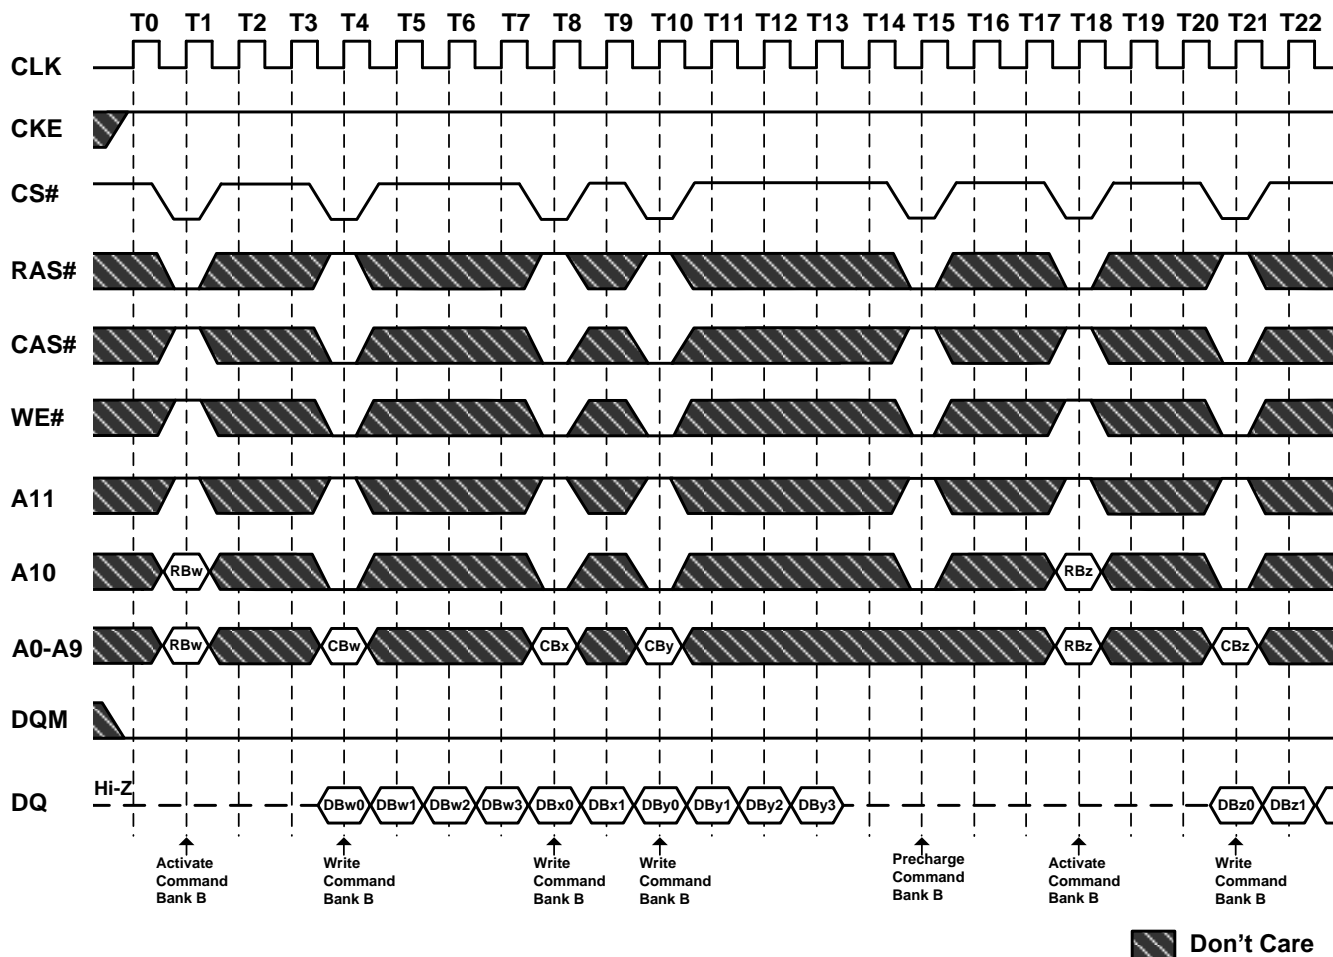 T0 T1 T2 T3 T4 T5 T6 T7 T8 T9 T10 T11 T12 T13 T14 T15 T16 T17 T18 T19 T20 T21 T22
CLK
CKE
CS#
RAS#
CAS#
WE#
A11
A10 RBw RBz
A0-A9 RBw CBw CBx CBy RBz CBz
DQM
Hi-Z
DQ DBw0 DBw1 DBw2 DBw3 DBx0 DBx1 DBy0 DBy1 DBy2 DBy3 DBz0 DBz1
Activate
Command
Bank B
Write
Command
Bank B
Write
Command
Bank B
Write
Command
Bank B
Precharge
Command
Bank B
Activate
Command
Bank B
Write
Command
Bank B
Don't Care